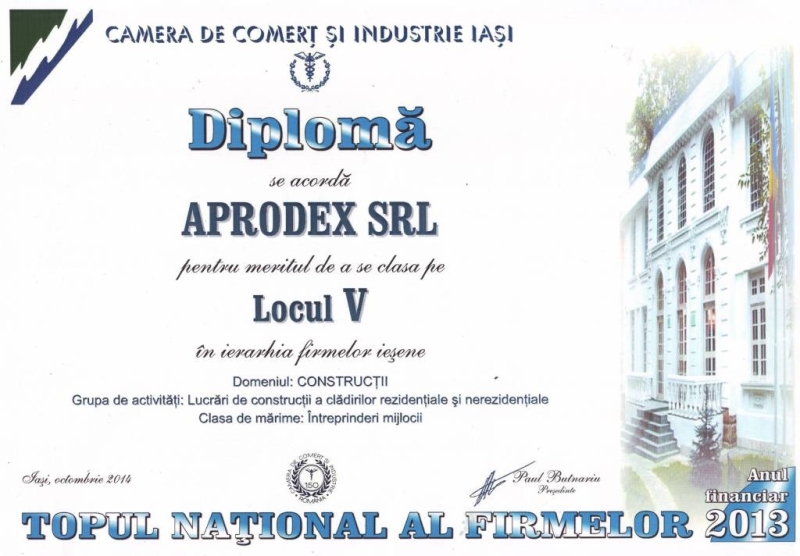 CAMERA DE COMERȚ ȘI INDUSTRIE IAȘI
Diplomă
se acordă
APRODEX SRL
pentru meritul de a se clasa pe
Locul V
în ierarhia firmelor ieșene
Domeniul: CONSTRUCȚII
Grupa de activități: Lucrări de construcții a clădirilor rezidențiale și nerezidențiale
Clasa de mărime: Întreprinderi mijlocii
Iași, octombrie 2014
150
ROMÂNIA
Paul Butnariu
Președinte
Anul
financiar
TOPUL NAȚIONAL AL FIRMELOR 2013